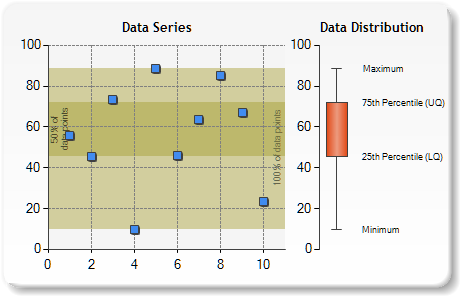 Data Series
Data Distribution
100
80
60
40
20
0
0 2 4 6 8 10
50% of
data points
100% of data points
100
80
60
40
20
0
Maximum
75th Percentile (UQ)
25th Percentile (LQ)
Minimum